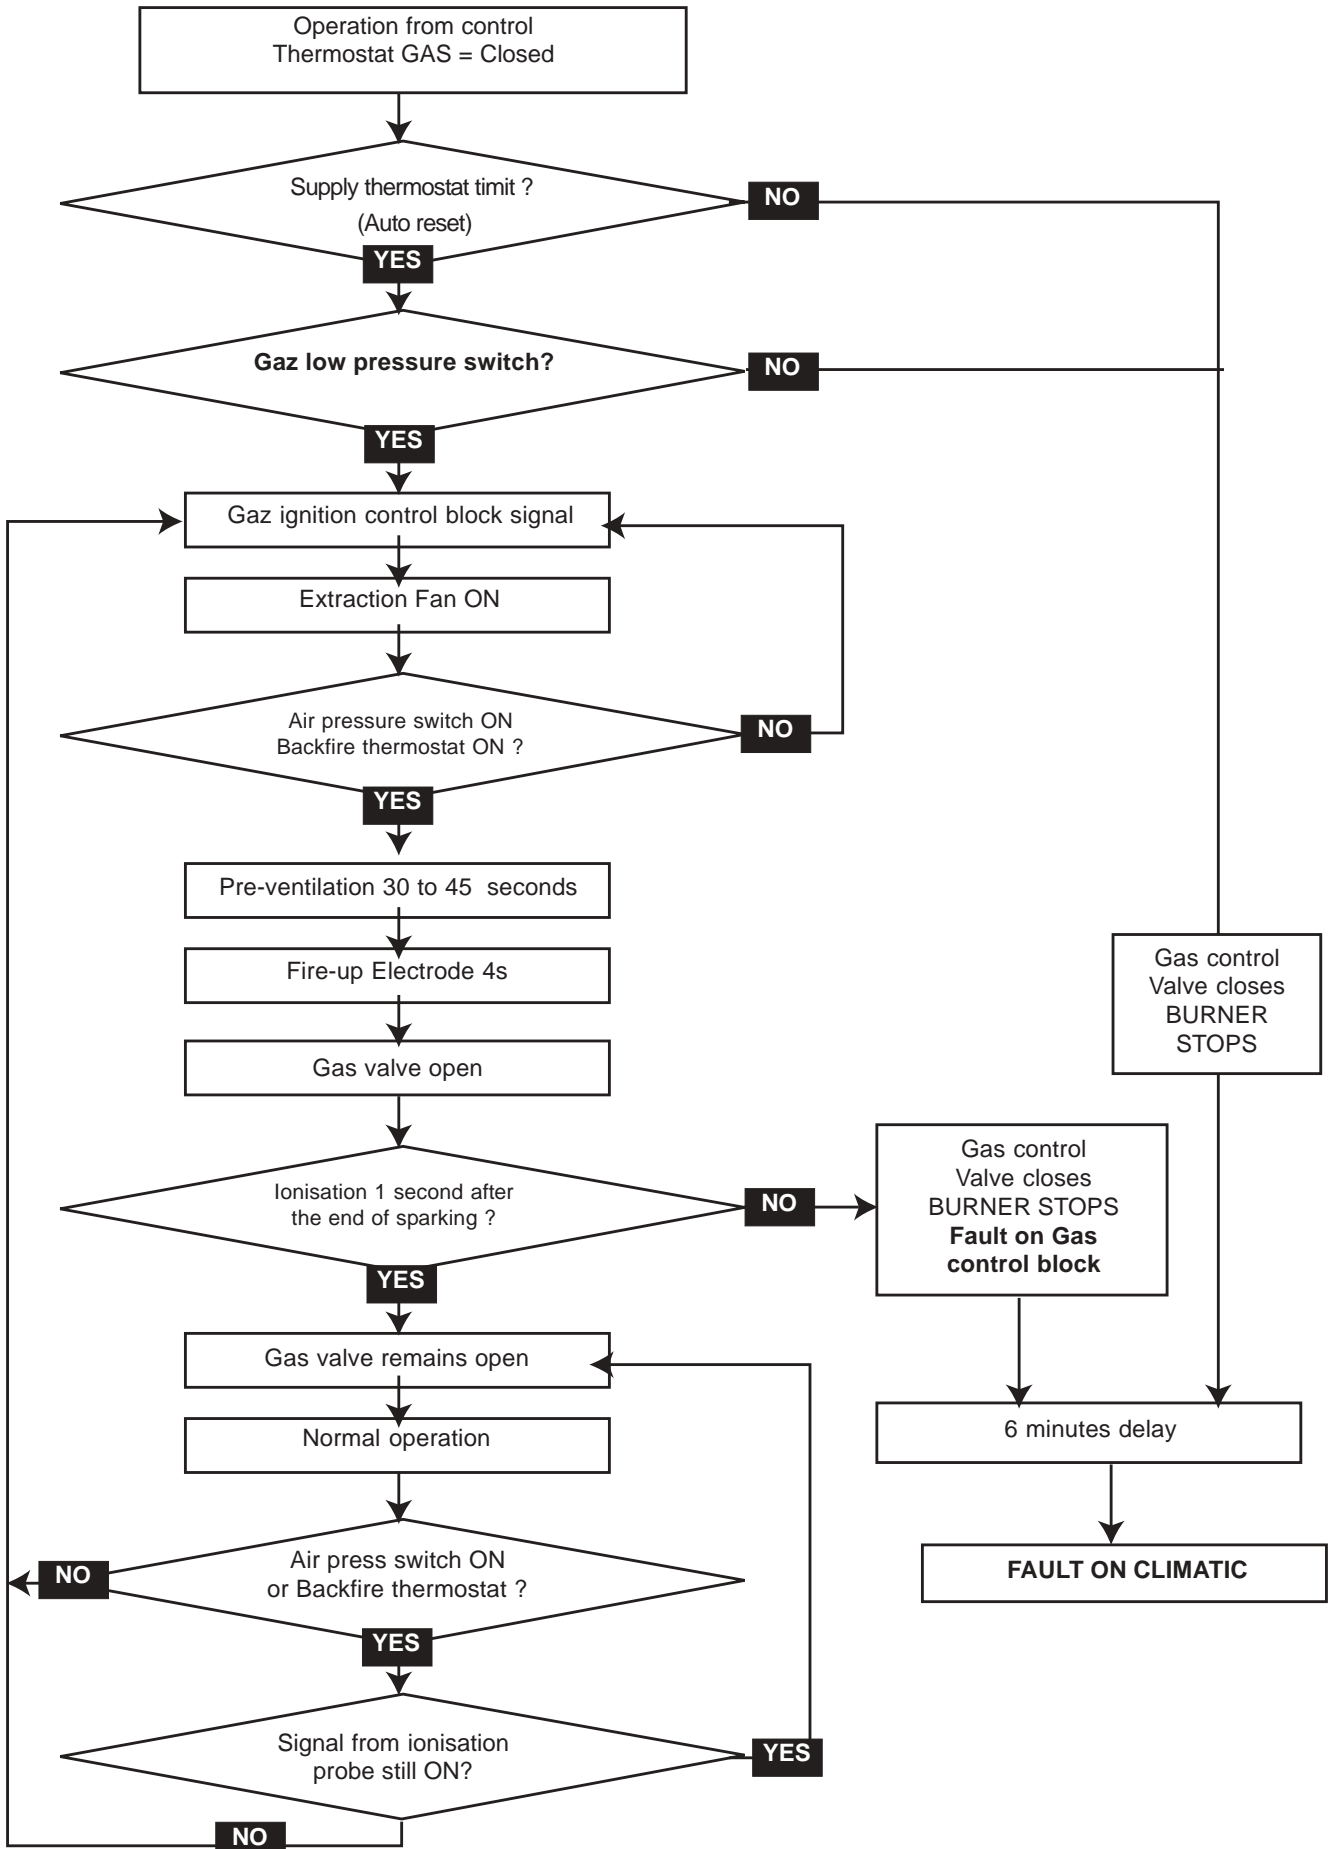 Operation from control
Thermostat GAS = Closed
Supply thermostat timit ?
(Auto reset)
NO
YES
Gaz low pressure switch?
NO
YES
Gaz ignition control block signal
Extraction Fan ON
Air pressure switch ON
Backfire thermostat ON ?
NO
YES
Pre-ventilation 30 to 45 seconds
Fire-up Electrode 4s
Gas valve open
Gas control
Valve closes
BURNER
STOPS
Ionisation 1 second after
the end of sparking ?
NO
Gas control
Valve closes
BURNER STOPS
Fault on Gas
control block
YES
Gas valve remains open
Normal operation
6 minutes delay
Air press switch ON
or Backfire thermostat ?
NO
FAULT ON CLIMATIC
YES
Signal from ionisation
probe still ON?
YES
NO